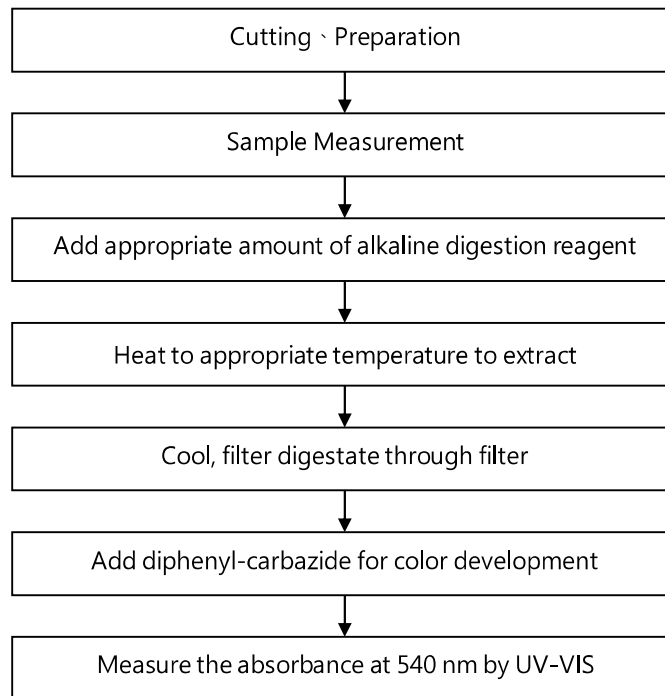 Cutting、Preparation
Sample Measurement
Add appropriate amount of alkaline digestion reagent
Heat to appropriate temperature to extract
Cool, filter digestate through filter
Add diphenyl-carbazide for color development
Measure the absorbance at 540 nm by UV-VIS